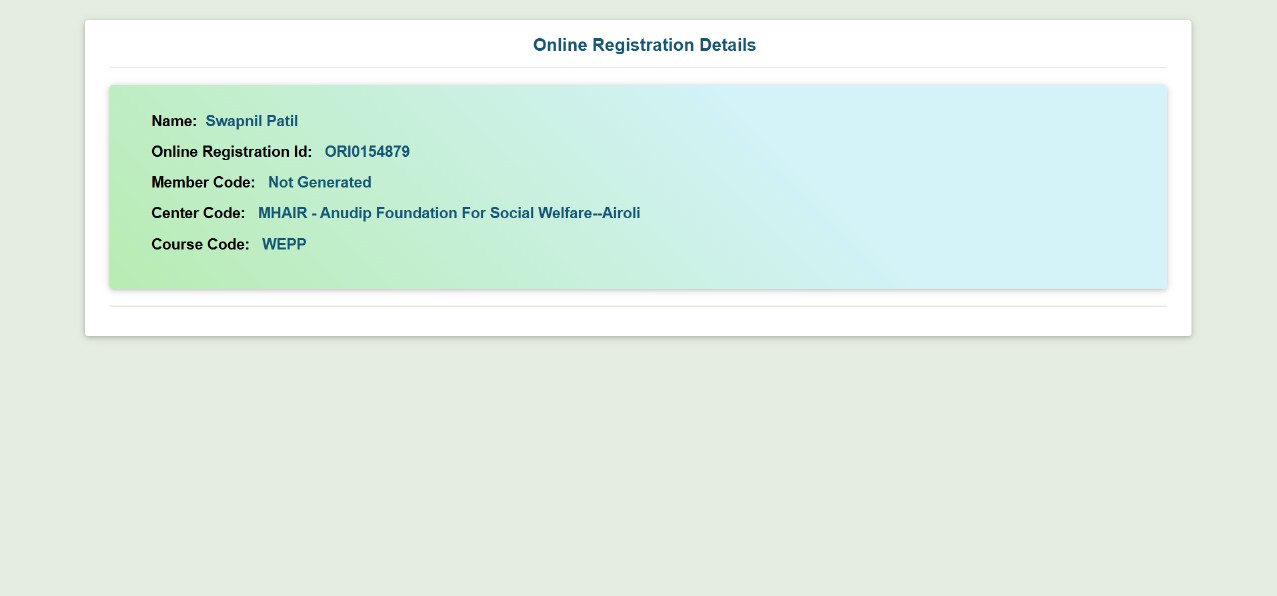 Online Registration Details
Name: Swapnil Patil
Online Registration Id: ORI0154879
Member Code: Not Generated
Center Code: MHAIR - Anudip Foundation For Social Welfare--Airoli
Course Code: WEPP